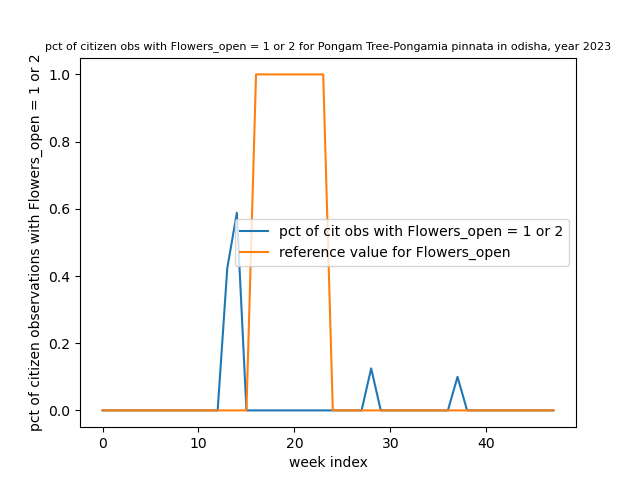 pct of citizen obs with Flowers_open = 1 or 2 for Pongam Tree-Pongamia pinnata in odisha, year 2023
pct of citizen observations with Flowers_open = 1 or 2
1.0
0.8
0.6
0.4
0.2
0.0
pct of cit obs with Flowers_open = 1 or 2
reference value for Flowers_open
0 10 20 30 40
week index